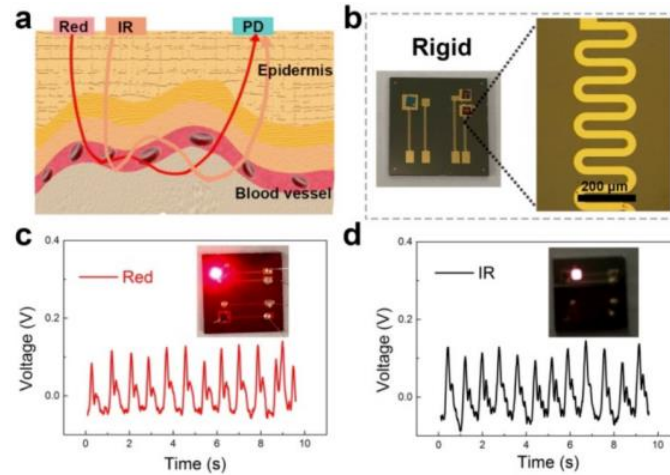 a
Red
IR
PD
Epidermis
Blood vessel
b
Rigid
200 μm
c
Red
Voltage (V)
0.4
0.2
0.0
0
2
4
6
8
10
Time (s)
d
IR
Voltage (V)
0.4
0.2
0.0
0
2
4
6
8
10
Time (s)